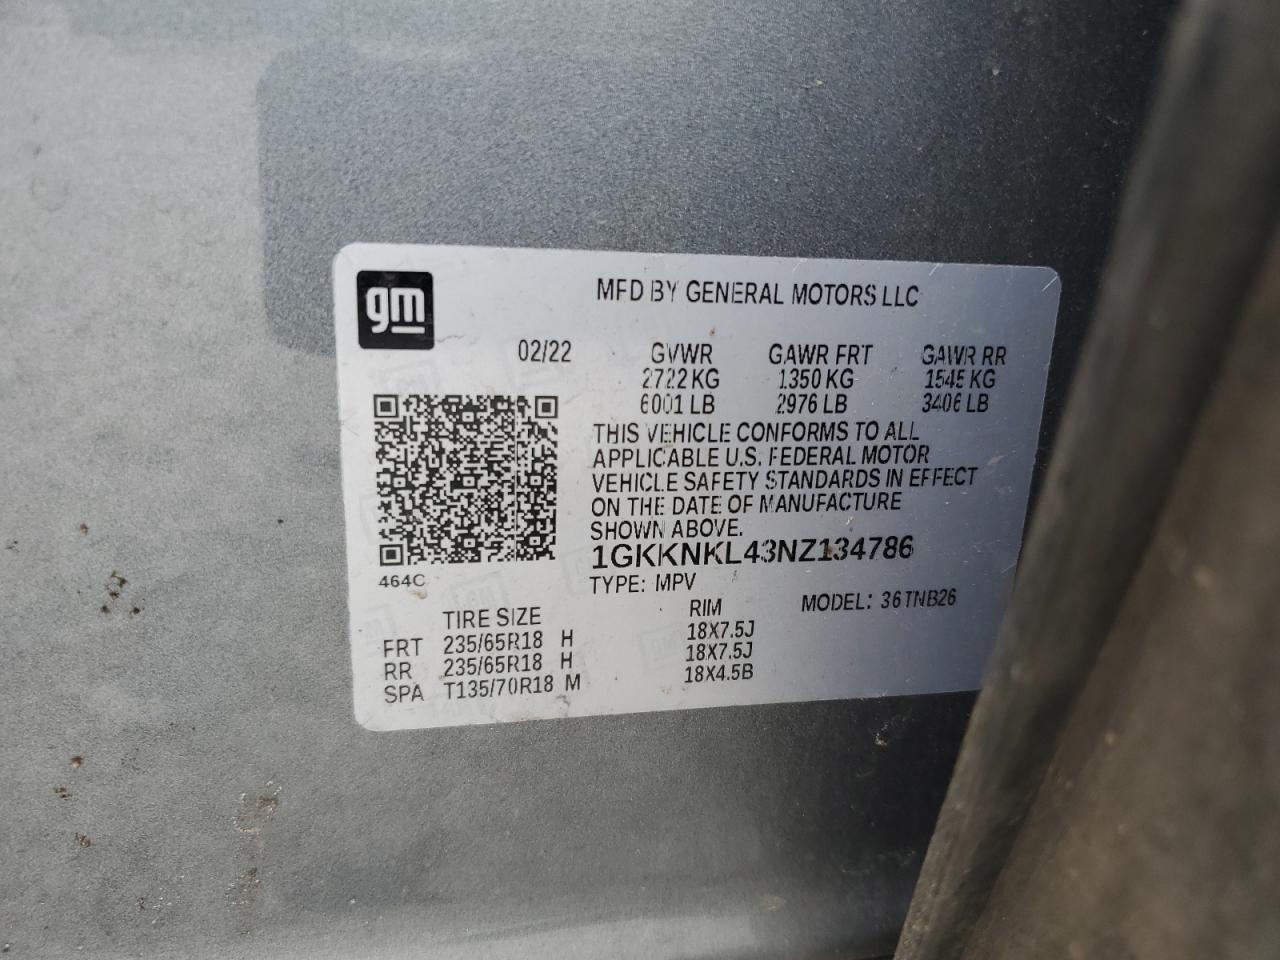 gm
MFD BY GENERAL MOTORS LLC
02/22 GVWR GAWR FRT GAWR RR
2722 KG 1350 KG 1545 KG
6001 LB 2976 LB 3406 LB
THIS VEHICLE CONFORMS TO ALL
APPLICABLE U.S. FEDERAL MOTOR
VEHICLE SAFETY STANDARDS IN EFFECT
ON THE DATE OF MANUFACTURE
SHOWN ABOVE.
1GKKNKL43NZ134786
464C
TYPE: MPV MODEL: 36TNB26
TIRE SIZE RIM
FRT 235/65R18 H 18X7.5J
RR 235/65R18 H 18X7.5J
SPA T135/70R18 M 18X4.5B